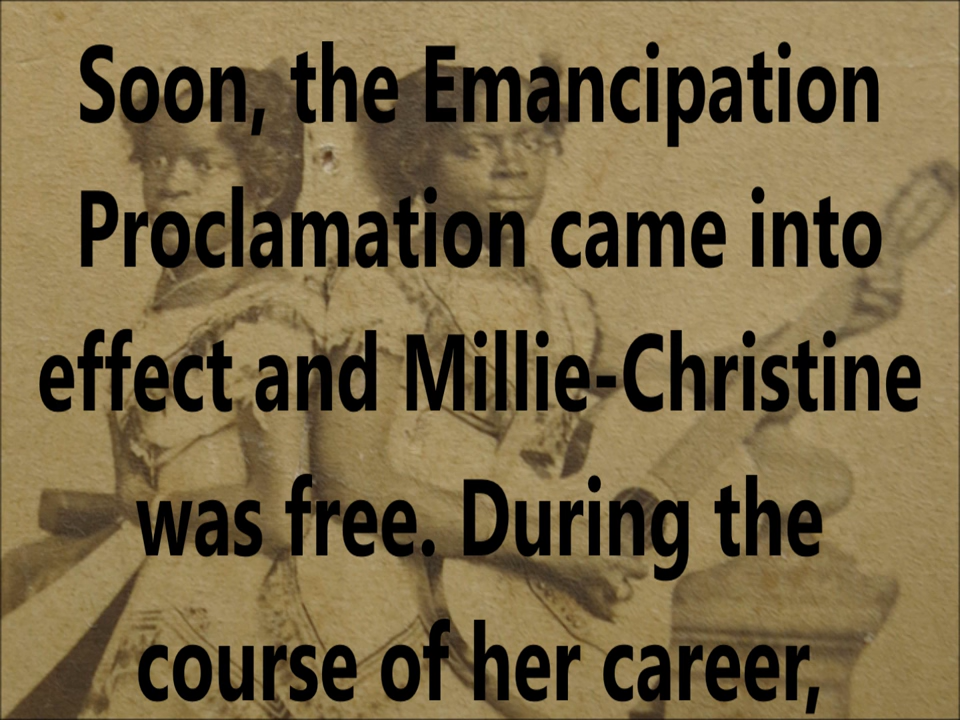 Soon, the Emancipation
Proclamation came into
effect and Millie-Christine
was free. During the
course of her career,